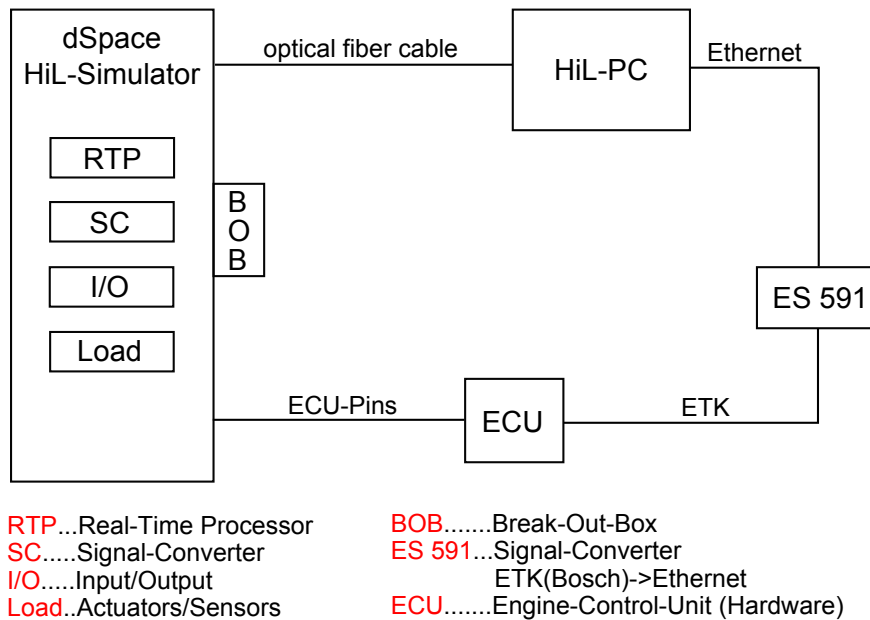 dSpace
HiL-Simulator
optical fiber cable
HiL-PC
Ethernet
RTP
SC
I/O
Load
B
O
B
ES 591
ECU-Pins
ECU
ETK
RTP...Real-Time Processor
SC.....Signal-Converter
I/O.....Input/Output
Load..Actuators/Sensors
BOB.......Break-Out-Box
ES 591...Signal-Converter
ETK(Bosch)->Ethernet
ECU.......Engine-Control-Unit (Hardware)